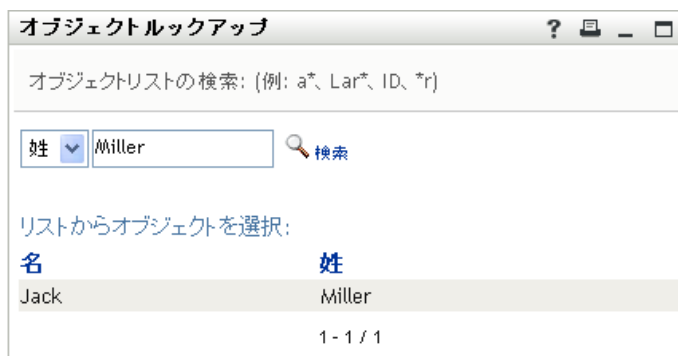 オブジェクトルックアップ ?
オブジェクトリストの検索: (例: a*、Lar*、ID、*r)
姓 Miller 検索
リストからオブジェクトを選択:
名 姓
Jack Miller
1 - 1 / 1